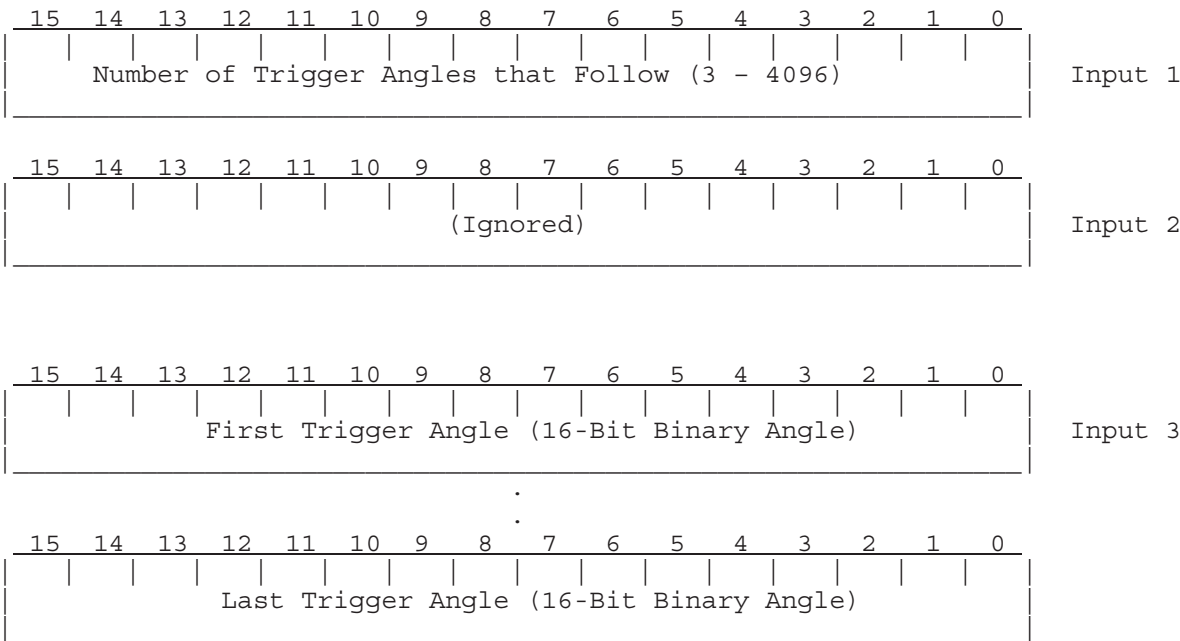 15 14 13 12 11 10 9 8 7 6 5 4 3 2 1 0
Number of Trigger Angles that Follow (3 – 4096) Input 1
15 14 13 12 11 10 9 8 7 6 5 4 3 2 1 0
(Ignored) Input 2
15 14 13 12 11 10 9 8 7 6 5 4 3 2 1 0
First Trigger Angle (16-Bit Binary Angle) Input 3
.
.
15 14 13 12 11 10 9 8 7 6 5 4 3 2 1 0
Last Trigger Angle (16-Bit Binary Angle)